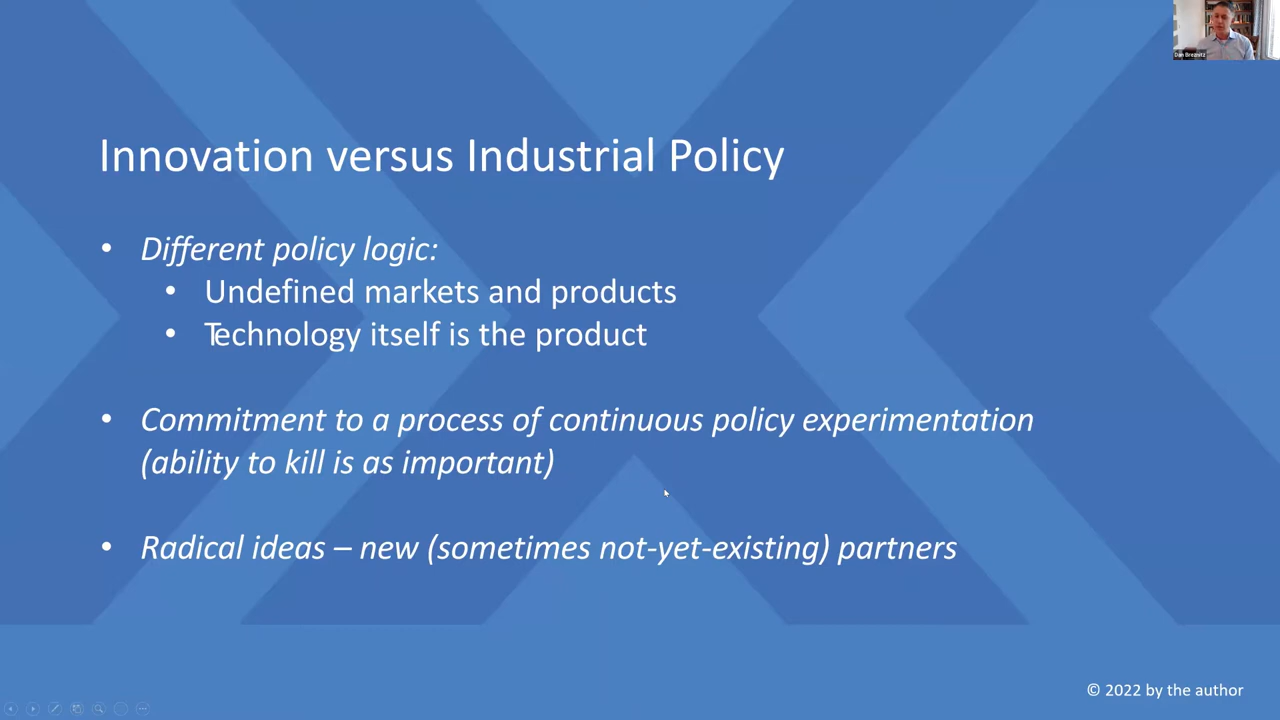 Dan Breznitz
Innovation versus Industrial Policy
• Different policy logic:
• Undefined markets and products
• Technology itself is the product
• Commitment to a process of continuous policy experimentation
(ability to kill is as important)
• Radical ideas – new (sometimes not-yet-existing) partners
© 2022 by the author